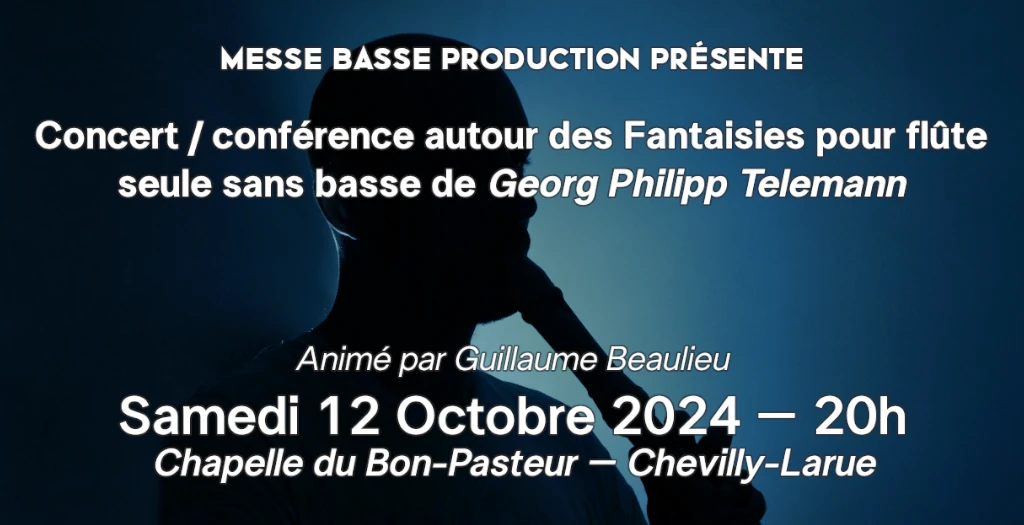 MESSE BASSE PRODUCTION PRÉSENTE
Concert / conférence autour des Fantaisies pour flûte
seule sans basse de Georg Philipp Telemann
Animé par Guillaume Beaulieu
Samedi 12 Octobre 2024 — 20h
Chapelle du Bon-Pasteur — Chevilly-Larue